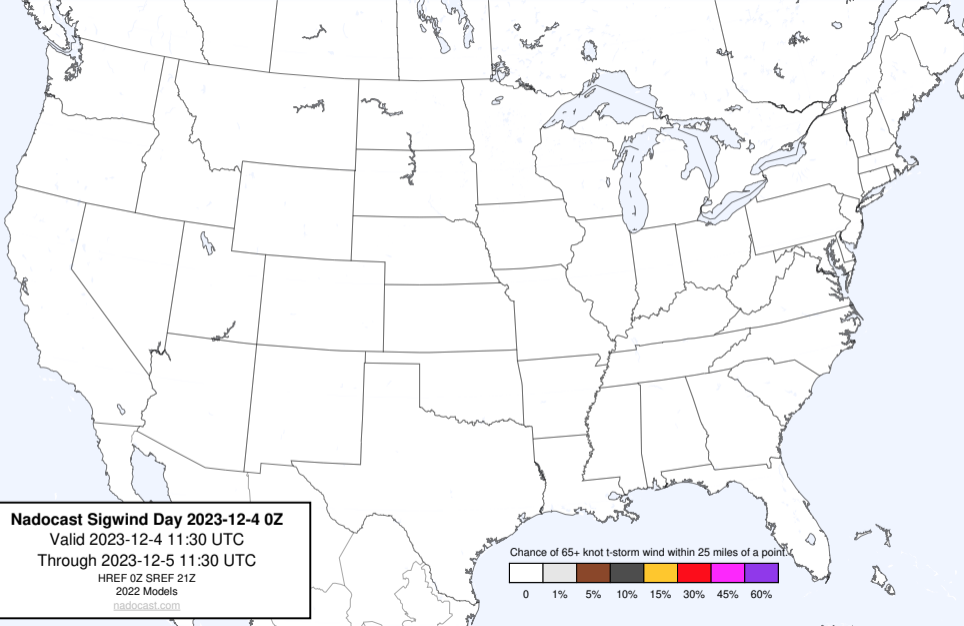 Nadocast Sigwind Day 2023-12-4 0Z
Valid 2023-12-4 11:30 UTC
Through 2023-12-5 11:30 UTC
HREF 0Z SREF 21Z
2022 Models
nadocast.com
Chance of 65+ knot t-storm wind within 25 miles of a point.
0 1% 5% 10% 15% 30% 45% 60%